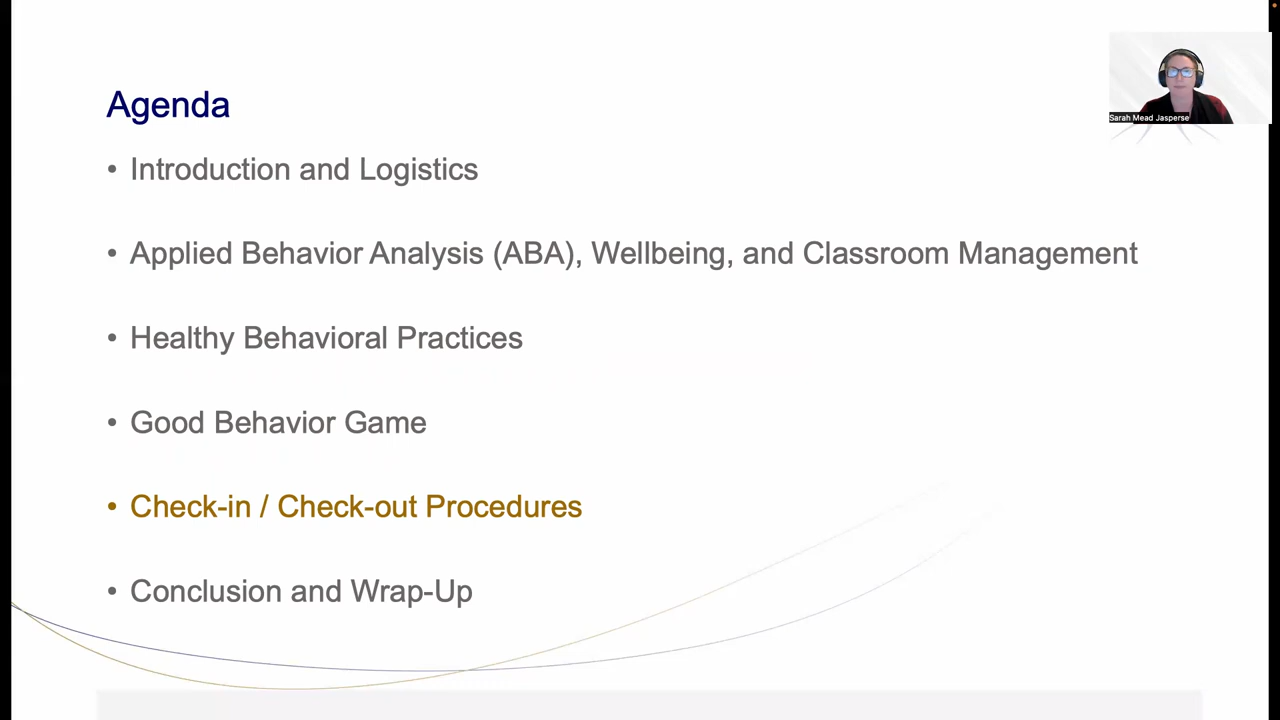 Agenda
• Introduction and Logistics
• Applied Behavior Analysis (ABA), Wellbeing, and Classroom Management
• Healthy Behavioral Practices
• Good Behavior Game
• Check-in / Check-out Procedures
• Conclusion and Wrap-Up
Sarah Mead Jasperse